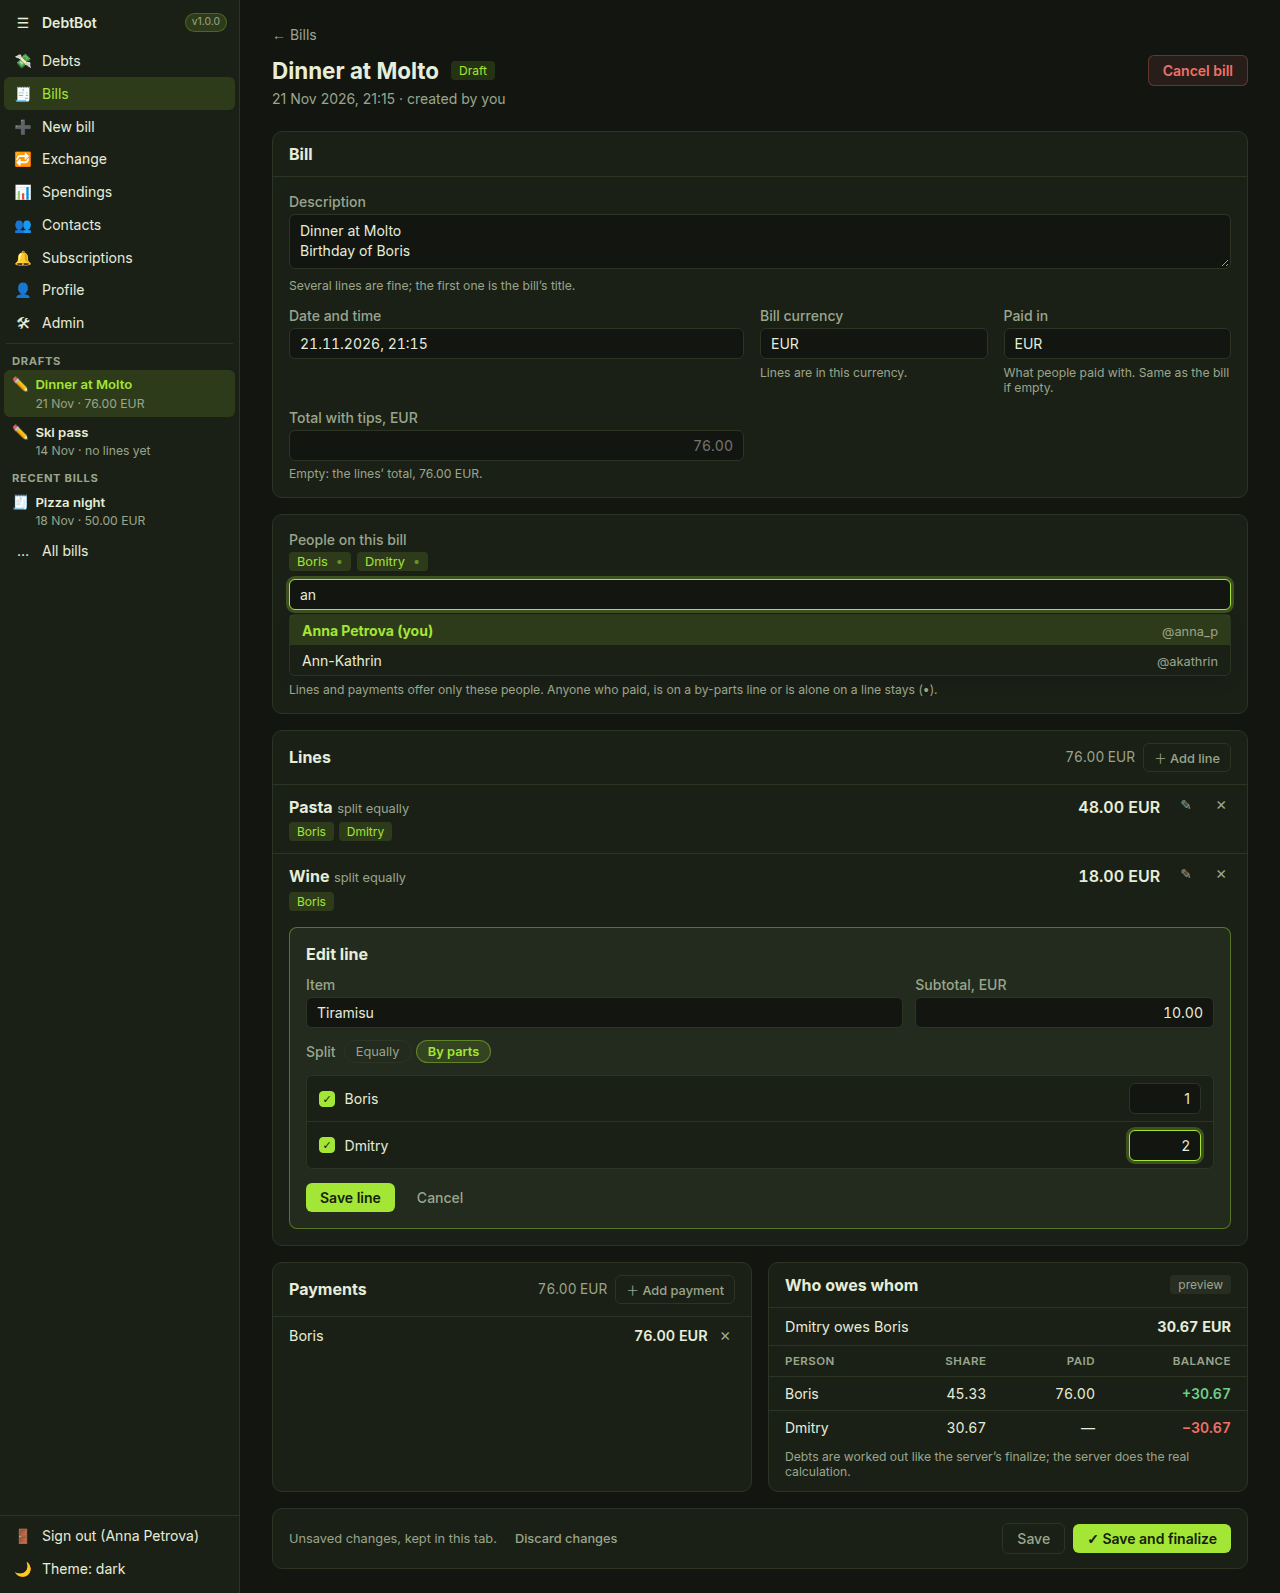 ☰ DebtBot v1.0.0
Debts
Bills
New bill
Exchange
Spendings
Contacts
Subscriptions
Profile
Admin
DRAFTS
Dinner at Molto
21 Nov · 76.00 EUR
Ski pass
14 Nov · no lines yet
RECENT BILLS
Pizza night
18 Nov · 50.00 EUR
… All bills
Sign out (Anna Petrova)
Theme: dark
← Bills
Dinner at Molto Draft
Cancel bill
21 Nov 2026, 21:15 · created by you
Bill
Description
Dinner at Molto
Birthday of Boris
Several lines are fine; the first one is the bill’s title.
Date and time Bill currency Paid in
21.11.2026, 21:15 EUR EUR
Lines are in this currency. What people paid with. Same as the bill
if empty.
Total with tips, EUR
76.00
Empty: the lines’ total, 76.00 EUR.
People on this bill
Boris • Dmitry •
an
Anna Petrova (you) @anna_p
Ann-Kathrin @akathrin
Lines and payments offer only these people. Anyone who paid, is on a by-parts line or is alone on a line stays (•).
Lines 76.00 EUR + Add line
Pasta split equally 48.00 EUR ✎ ✕
Boris Dmitry
Wine split equally 18.00 EUR ✎ ✕
Boris
Edit line
Item Subtotal, EUR
Tiramisu 10.00
Split Equally By parts
✓ Boris 1
✓ Dmitry 2
Save line Cancel
Payments 76.00 EUR + Add payment
Boris 76.00 EUR ✕
Who owes whom preview
Dmitry owes Boris 30.67 EUR
PERSON SHARE PAID BALANCE
Boris 45.33 76.00 +30.67
Dmitry 30.67 — −30.67
Debts are worked out like the server’s finalize; the server does the real
calculation.
Unsaved changes, kept in this tab. Discard changes Save ✓ Save and finalize